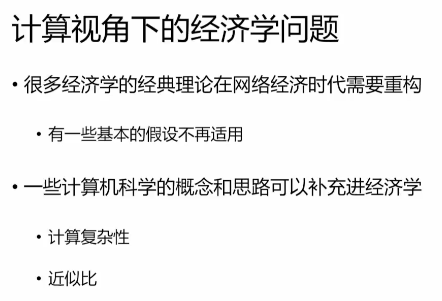 计算视角下的经济学问题
• 很多经济学的经典理论在网络经济时代需要重构
• 有一些基本的假设不再适用
• 一些计算机科学的概念和思路可以补充进经济学
• 计算复杂性
• 近似比